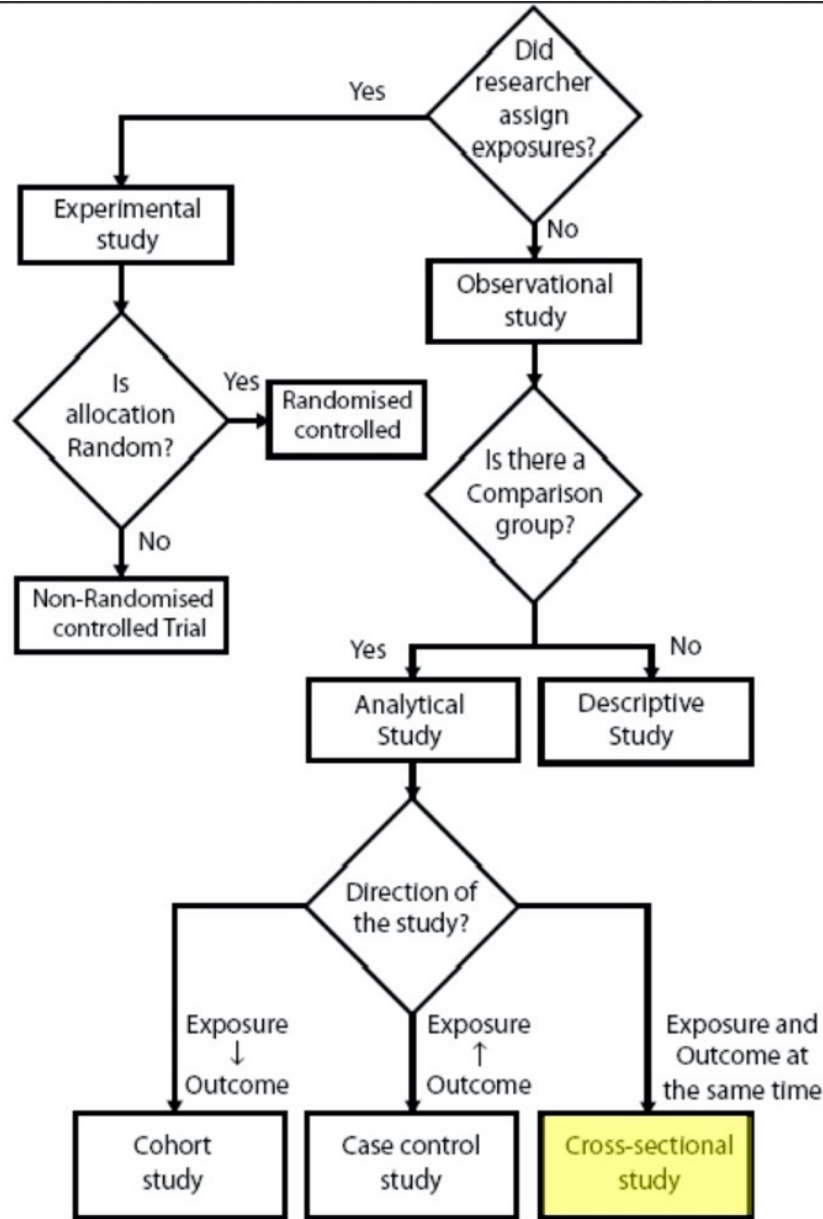 Did
researcher
assign
exposures?
Yes
No
Experimental
study
Observational
study
Is
allocation
Random?
Yes
Randomised
controlled
No
Non-Randomised
controlled Trial
Is there a
Comparison
group?
Yes
No
Analytical
Study
Descriptive
Study
Direction of
the study?
Exposure
↓
Outcome
Exposure
↑
Outcome
Exposure and
Outcome at
the same time
Cohort
study
Case control
study
Cross-sectional
study